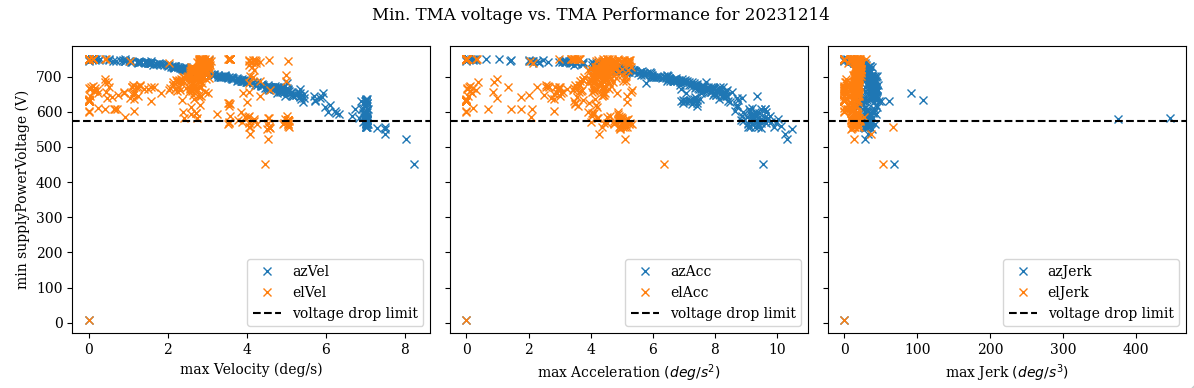 Min. TMA voltage vs. TMA Performance for 20231214
min supplyPowerVoltage (V)
700
600
500
400
300
200
100
0
azVel
elVel
voltage drop limit
0 2 4 6 8
max Velocity (deg/s)
azAcc
elAcc
voltage drop limit
0 2 4 6 8 10
max Acceleration (deg/s²)
azJerk
elJerk
voltage drop limit
0 100 200 300 400
max Jerk (deg/s³)